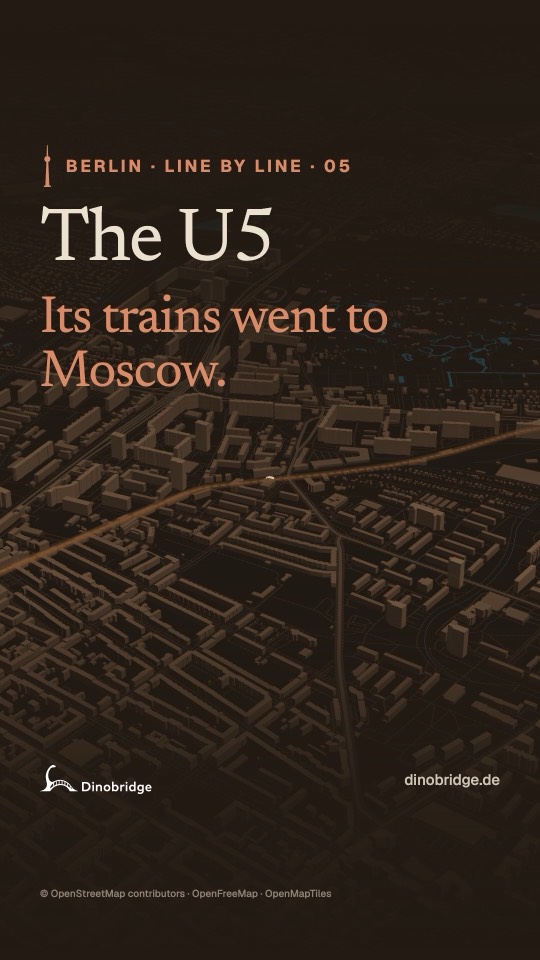 BERLIN · LINE BY LINE · 05
The U5
Its trains went to
Moscow.
Dinobridge
dinobridge.de
© OpenStreetMap contributors · OpenFreeMap · OpenMapTiles